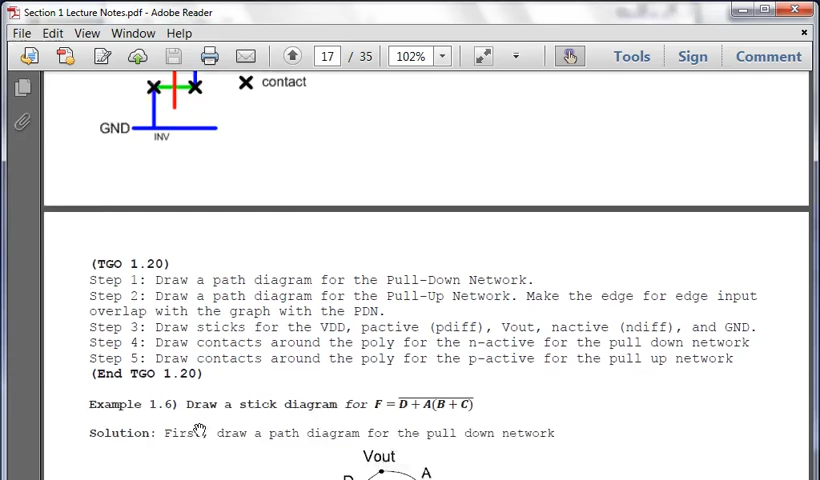 Section 1 Lecture Notes.pdf - Adobe Reader
File Edit View Window Help
17 / 35 102% Tools Sign Comment
contact
GND
INV
(TGO 1.20)
Step 1: Draw a path diagram for the Pull-Down Network.
Step 2: Draw a path diagram for the Pull-Up Network. Make the edge for edge input
overlap with the graph with the PDN.
Step 3: Draw sticks for the VDD, pactive (pdiff), Vout, nactive (ndiff), and GND.
Step 4: Draw contacts around the poly for the n-active for the pull down network
Step 5: Draw contacts around the poly for the p-active for the pull up network
(End TGO 1.20)
Example 1.6) Draw a stick diagram for F = \overline{D + A(B + C)}
Solution: First, draw a path diagram for the pull down network
Vout
D A